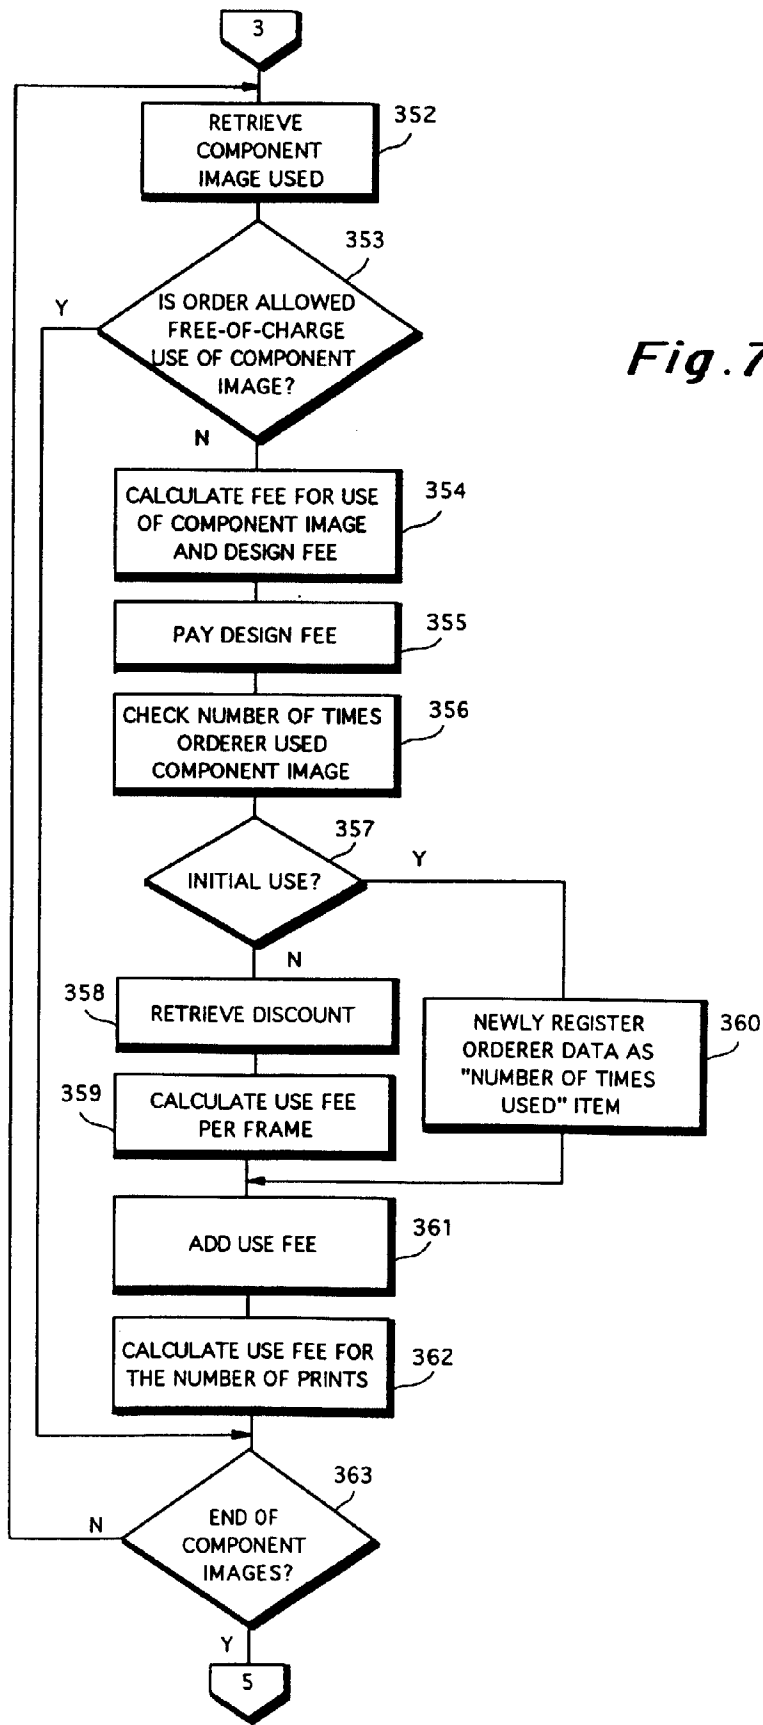 3
RETRIEVE
COMPONENT
IMAGE USED
352
353
Y
IS ORDER ALLOWED
FREE-OF-CHARGE
USE OF COMPONENT
IMAGE?
Fig.7
N
CALCULATE FEE FOR USE
OF COMPONENT IMAGE
AND DESIGN FEE
354
PAY DESIGN FEE
355
CHECK NUMBER OF TIMES
ORDERER USED
COMPONENT IMAGE
356
357
INITIAL USE?
Y
N
358
RETRIEVE DISCOUNT
NEWLY REGISTER
ORDERER DATA AS
"NUMBER OF TIMES
USED" ITEM
360
359
CALCULATE USE FEE
PER FRAME
ADD USE FEE
361
CALCULATE USE FEE FOR
THE NUMBER OF PRINTS
362
363
N
END OF
COMPONENT
IMAGES?
Y
5